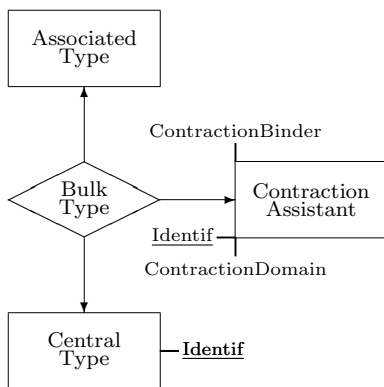 Associated
Type
ContractionBinder
Bulk
Type
Contraction
Assistant
Identif
ContractionDomain
Central
Type
Identif